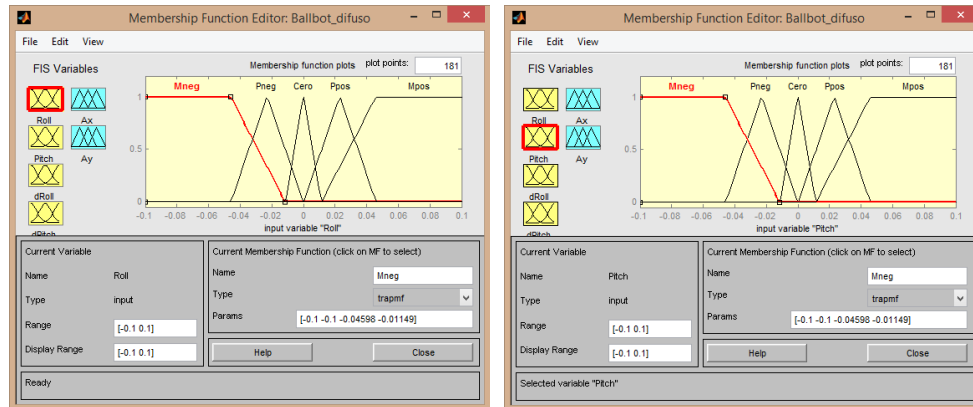 Membership Function Editor: Ballbot_difuso
File Edit View
FIS Variables
Membership function plots plot points: 181
Mneg Pneg Cero Ppos Mpos
Roll Ax
Pitch Ay
dRoll
dPitch
1
0.5
0
-0.1 -0.08 -0.06 -0.04 -0.02 0 0.02 0.04 0.06 0.08 0.1
input variable "Roll"
Current Variable
Name Roll
Type input
Range [-0.1 0.1]
Display Range [-0.1 0.1]
Current Membership Function (click on MF to select)
Name Mneg
Type trapmf
Params [-0.1 -0.1 -0.04598 -0.01149]
Help Close
Ready
Membership Function Editor: Ballbot_difuso
File Edit View
FIS Variables
Membership function plots plot points: 181
Mneg Pneg Cero Ppos Mpos
Roll Ax
Pitch Ay
dRoll
dPitch
1
0.5
0
-0.1 -0.08 -0.06 -0.04 -0.02 0 0.02 0.04 0.06 0.08 0.1
input variable "Pitch"
Current Variable
Name Pitch
Type input
Range [-0.1 0.1]
Display Range [-0.1 0.1]
Current Membership Function (click on MF to select)
Name Mneg
Type trapmf
Params [-0.1 -0.1 -0.04598 -0.01149]
Help Close
Selected variable "Pitch"